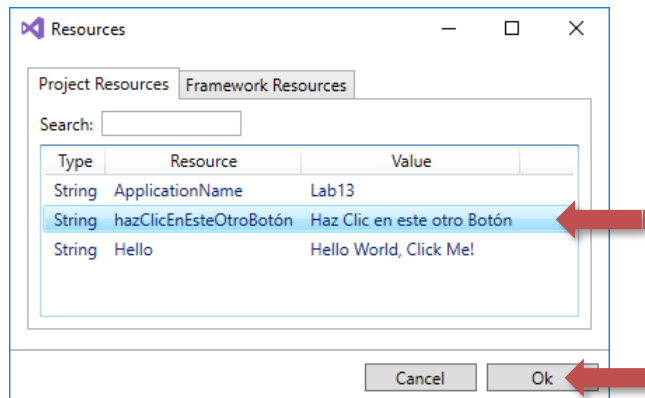 Resources
Project Resources Framework Resources
Search:
Type Resource Value
String ApplicationName Lab13
String hazClicEnEsteOtroBotón Haz Clic en este otro Botón
String Hello Hello World, Click Me!
Cancel Ok